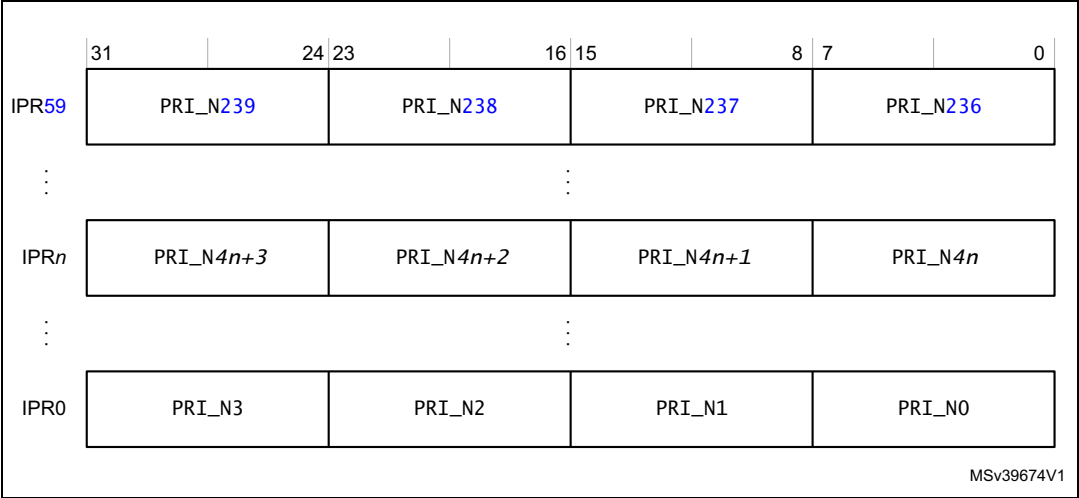 31 24 23 16 15 8 7 0
IPR59 PRI_N239 PRI_N238 PRI_N237 PRI_N236
IPRn PRI_N4n+3 PRI_N4n+2 PRI_N4n+1 PRI_N4n
IPR0 PRI_N3 PRI_N2 PRI_N1 PRI_N0
MSv39674V1